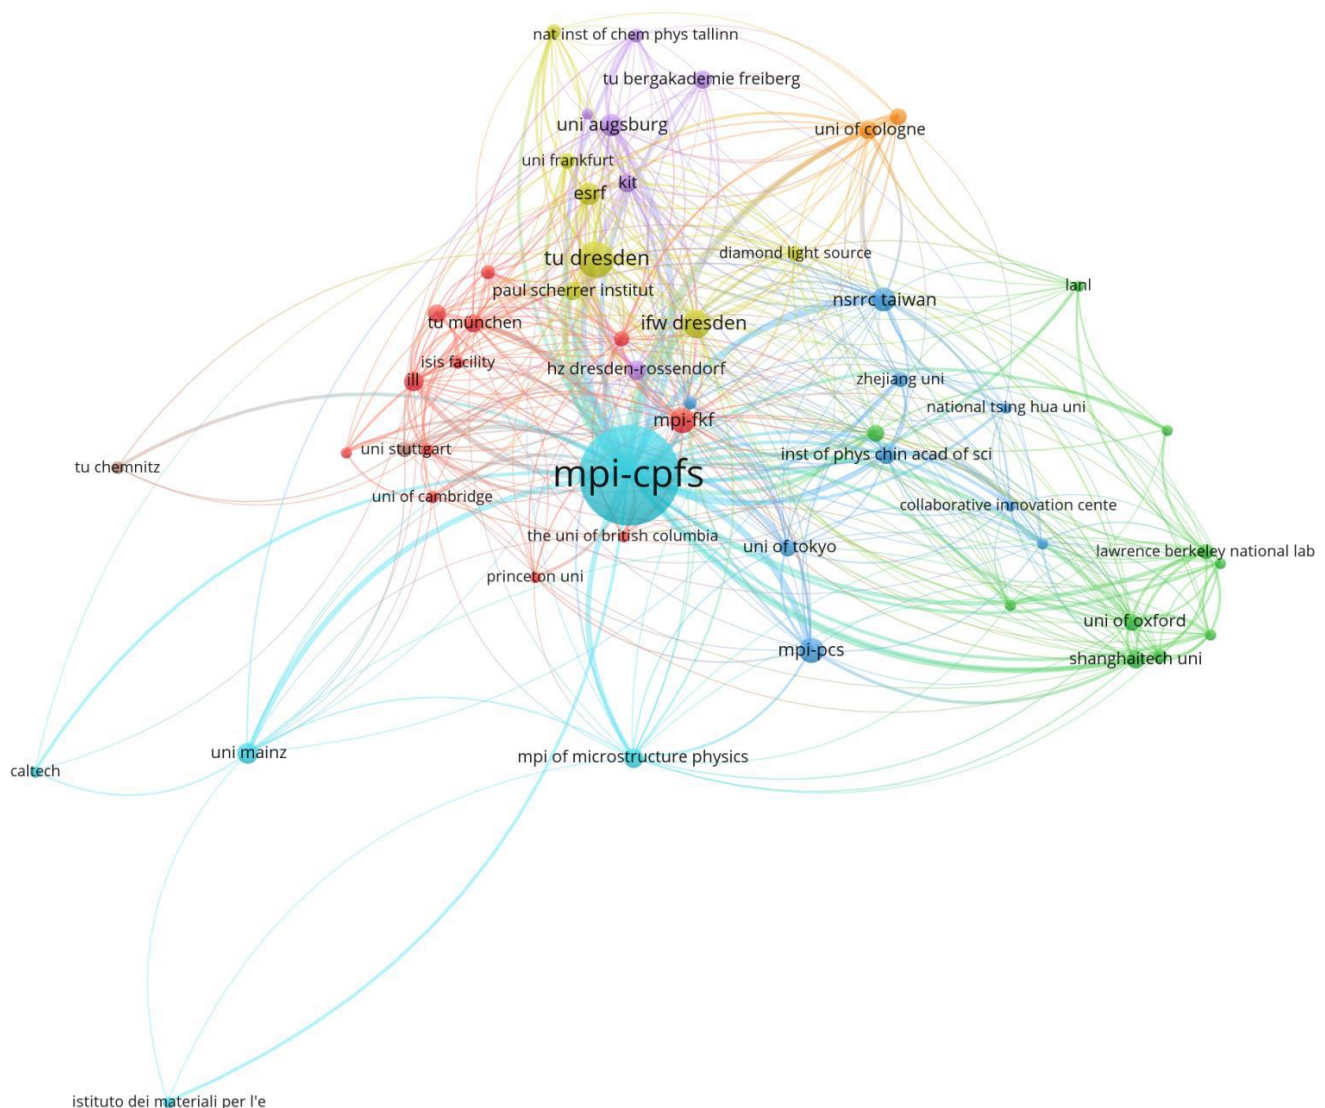 nat inst of chem phys tallinn
tu bergakademie freiberg
uni augsburg
uni of cologne
uni frankfurt
kit
esrf
diamond light source
tu dresden
paul scherrer institut
lanl
nsrrc taiwan
tu münchen
ifw dresden
isis facility
hz dresden-rossendorf
ill
zhejiang uni
national tsing hua uni
mpi-fkf
uni stuttgart
inst of phys chin acad of sci
tu chemnitz
mpi-cpfs
uni of cambridge
collaborative innovation cente
the uni of british columbia
uni of tokyo
lawrence berkeley national lab
princeton uni
uni of oxford
mpi-pcs
shanghaitech uni
uni mainz
mpi of microstructure physics
caltech
istituto dei materiali per l'e